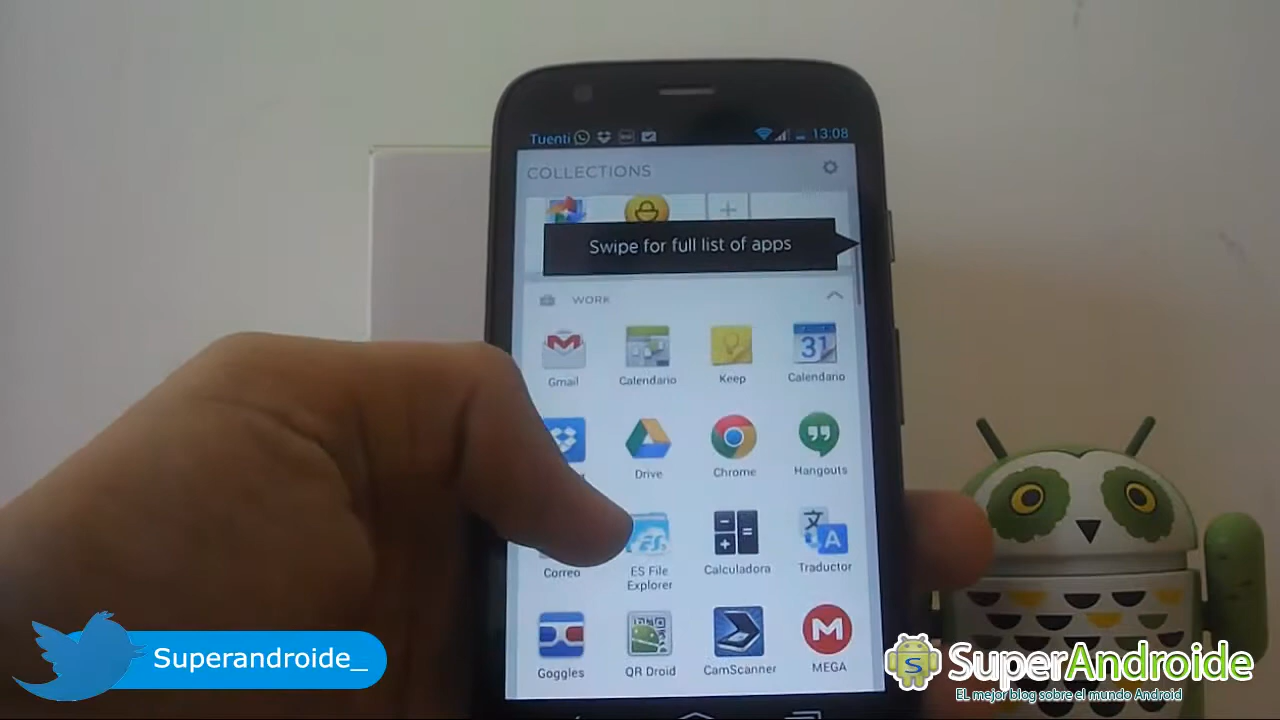 Tuenti 13:08
COLLECTIONS
Swipe for full list of apps
WORK
Gmail Calendario Keep Calendario
31
Drive Chrome Hangouts
Correo ES File Explorer Calculadora Traductor
Goggles QR Droid CamScanner MEGA
Superandroide_
SuperAndroide
EL mejor blog sobre el mundo Android